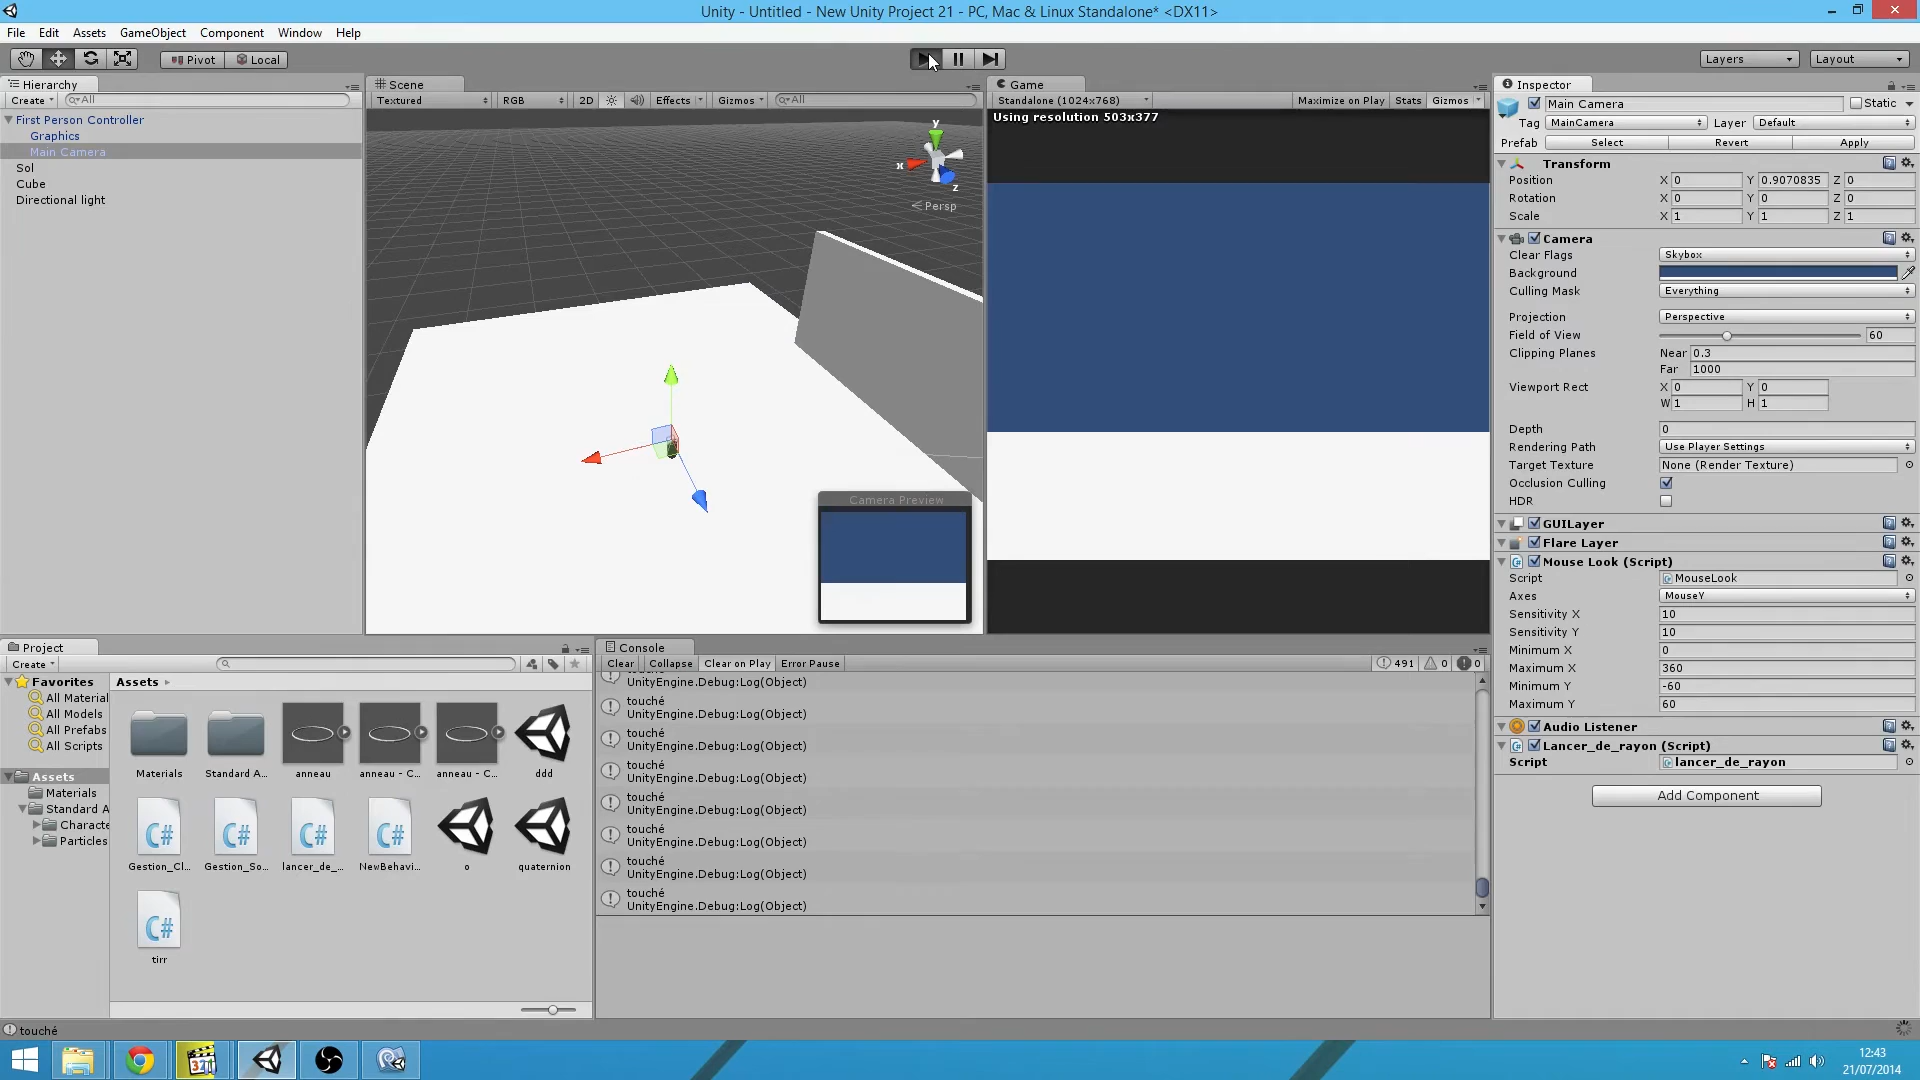 Unity - Untitled - New Unity Project 21 - PC, Mac & Linux Standalone* <DX11>
File Edit Assets GameObject Component Window Help
Pivot Local Layers Layout
Hierarchy
Create All
First Person Controller
Graphics
Main Camera
Sol
Cube
Directional light
Scene
Textured RGB 2D Effects Gizmos All
y
x
z
Persp
Camera Preview
Game
Standalone (1024x768) Maximize on Play Stats Gizmos
Using resolution 503x377
Inspector
Main Camera Static
Tag MainCamera Layer Default
Prefab Select Revert Apply
Transform
Position X 0 Y 0.9070835 Z 0
Rotation X 0 Y 0 Z 0
Scale X 1 Y 1 Z 1
Camera
Clear Flags Skybox
Background
Culling Mask Everything
Projection Perspective
Field of View 60
Clipping Planes Near 0.3
Far 1000
Viewport Rect X 0 Y 0
W 1 H 1
Depth 0
Rendering Path Use Player Settings
Target Texture None (Render Texture)
Occlusion Culling
HDR
GUILayer
Flare Layer
Mouse Look (Script)
Script MouseLook
Axes MouseY
Sensitivity X 10
Sensitivity Y 10
Minimum X 0
Maximum X 360
Minimum Y -60
Maximum Y 60
Audio Listener
Lancer_de_rayon (Script)
Script lancer_de_rayon
Add Component
Project
Create
Favorites
All Material
All Models
All Prefabs
All Scripts
Assets
Materials
Standard A
Characte
Particles
Assets
Materials Standard A... anneau anneau - C... anneau - C... ddd
C# C# C# C#
Gestion_Cl... Gestion_So... lancer_de_... NewBehavi... o quaternion
C#
tirr
Console
Clear Collapse Clear on Play Error Pause 491 0 0
UnityEngine.Debug:Log(Object)
touché
UnityEngine.Debug:Log(Object)
touché
UnityEngine.Debug:Log(Object)
touché
UnityEngine.Debug:Log(Object)
touché
UnityEngine.Debug:Log(Object)
touché
UnityEngine.Debug:Log(Object)
touché
UnityEngine.Debug:Log(Object)
touché
UnityEngine.Debug:Log(Object)
touché
321
12:43
21/07/2014